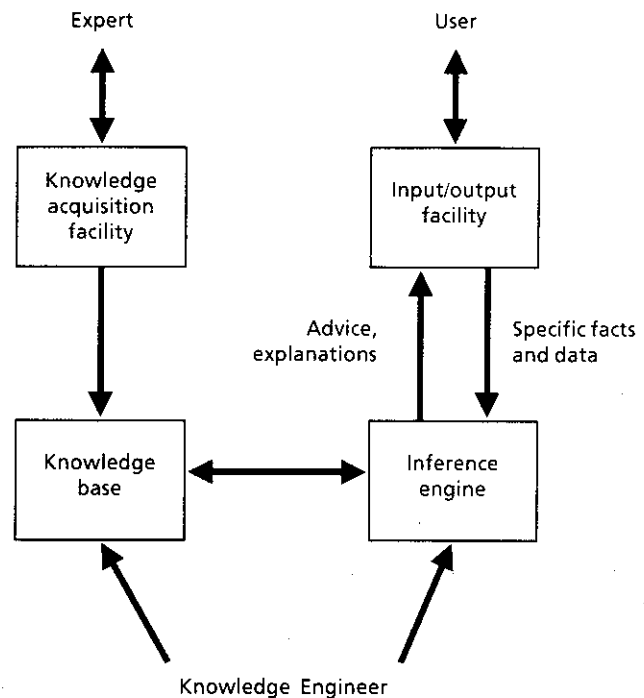 Expert
User
Knowledge
acquisition
facility
Input/output
facility
Advice,
explanations
Specific facts
and data
Knowledge
base
Inference
engine
Knowledge Engineer